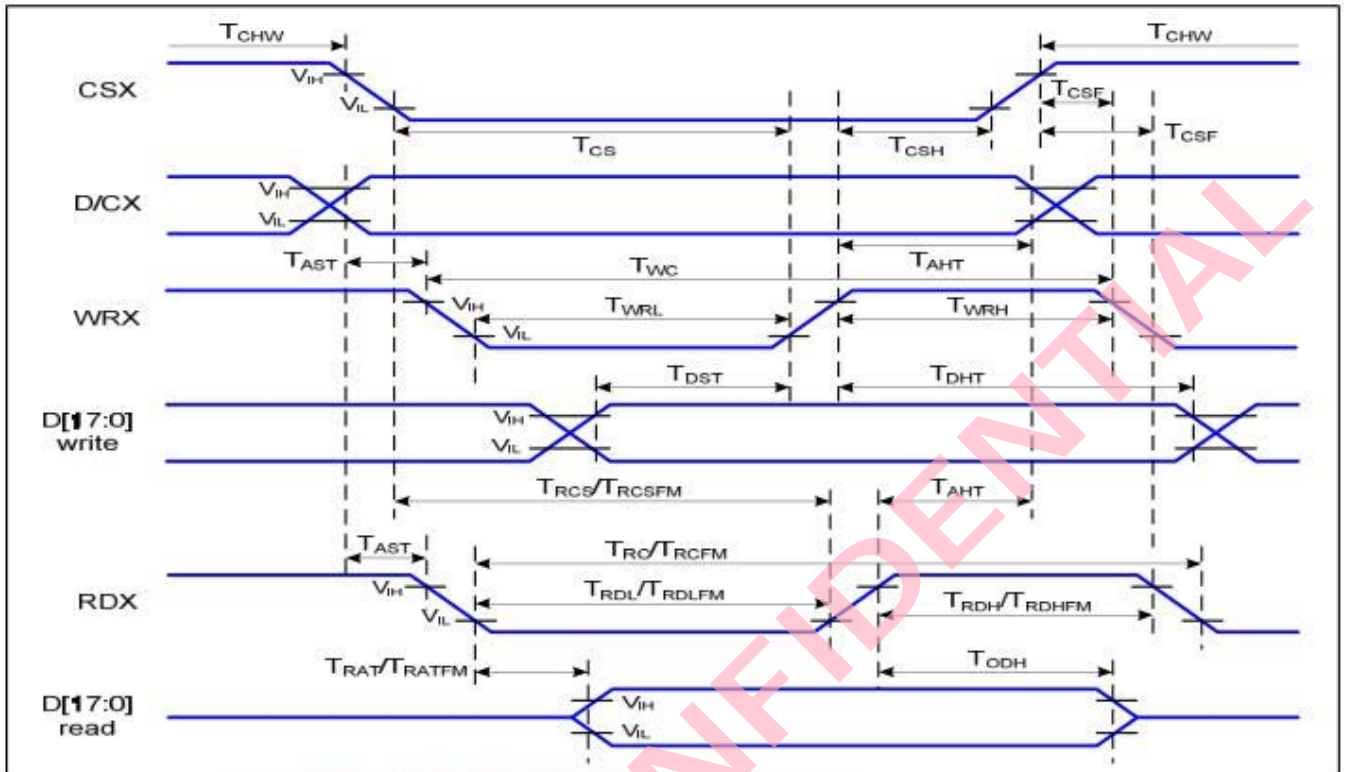 TCHW TCHW
VIH
CSX
VIL
TCSF
TCS TCSH TCSF
VIH
D/CX
VIL
TAST TWC TAHT
VIH
WRX TWRL TWRH
VIL
TDST TDHT
D[17:0]
write
VIH
VIL
TRCS/TRCSFM TAHT
TAST TRC/TRCFM
VIH
RDX TRDL/TRDLFM TRDH/TRDHFM
VIL
TRAT/TRATFM TODH
D[17:0]
read
VIH
VIL
NFIDENTIAL